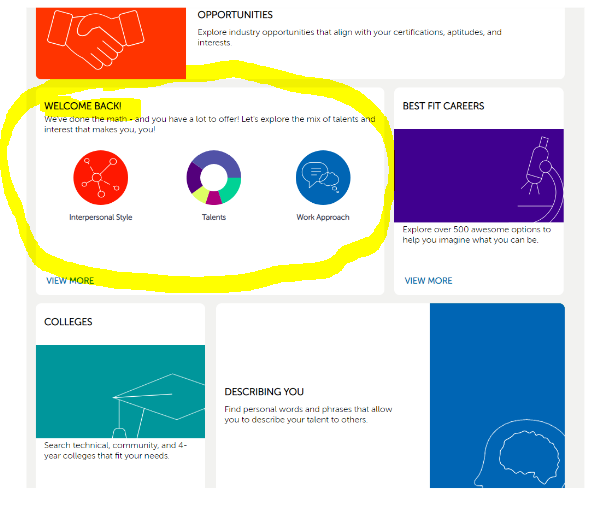 OPPORTUNITIES
Explore industry opportunities that align with your certifications, aptitudes, and
interests.
WELCOME BACK!
We've done the math - and you have a lot to offer! Let's explore the mix of talents and
interest that makes you, you!
Interpersonal Style
Talents
Work Approach
VIEW MORE
BEST FIT CAREERS
Explore over 500 awesome options to
help you imagine what you can be.
VIEW MORE
COLLEGES
Search technical, community, and 4-
year colleges that fit your needs.
DESCRIBING YOU
Find personal words and phrases that allow
you to describe your talent to others.